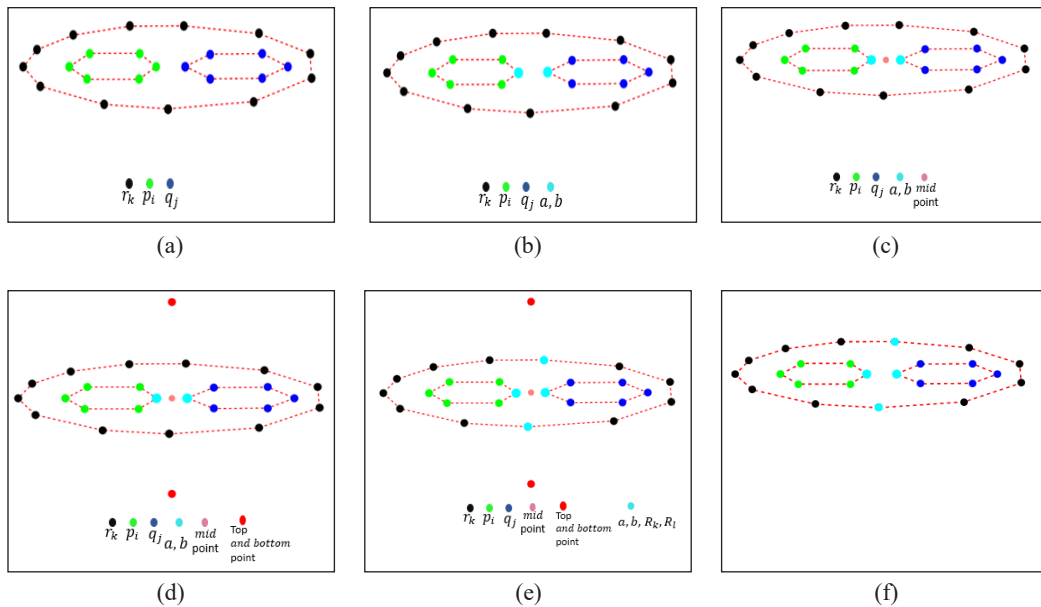 r_k p_i q_j
(a)
r_k p_i q_j a, b
(b)
r_k p_i q_j a, b mid
point
(c)
r_k p_i q_j a, b mid
point
Top
and bottom
point
(d)
r_k p_i q_j mid
point
Top
and bottom
point
a, b, R_k, R_l
(e)
(f)